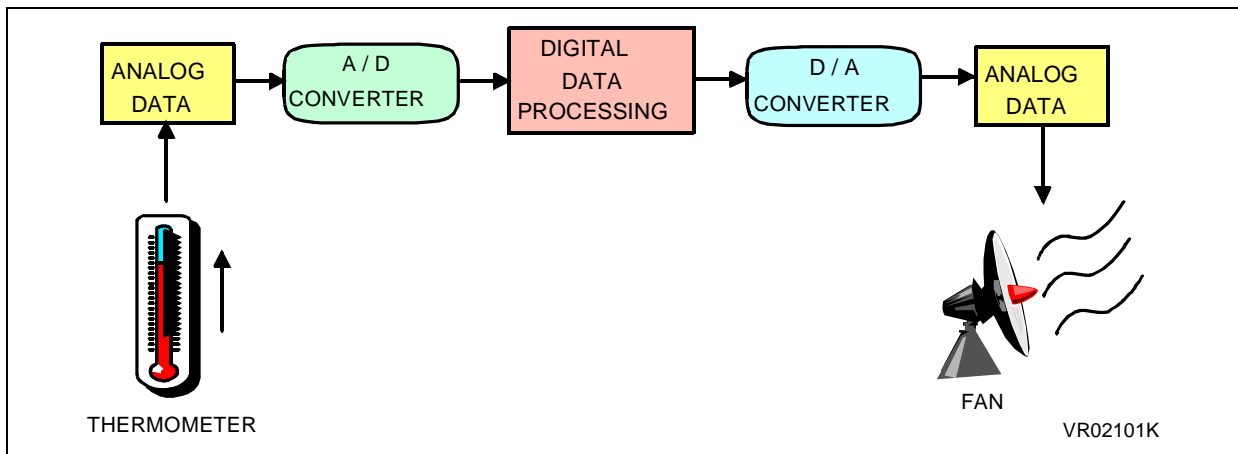 ANALOG
DATA
A / D
CONVERTER
DIGITAL
DATA
PROCESSING
D / A
CONVERTER
ANALOG
DATA
THERMOMETER
FAN
VR02101K